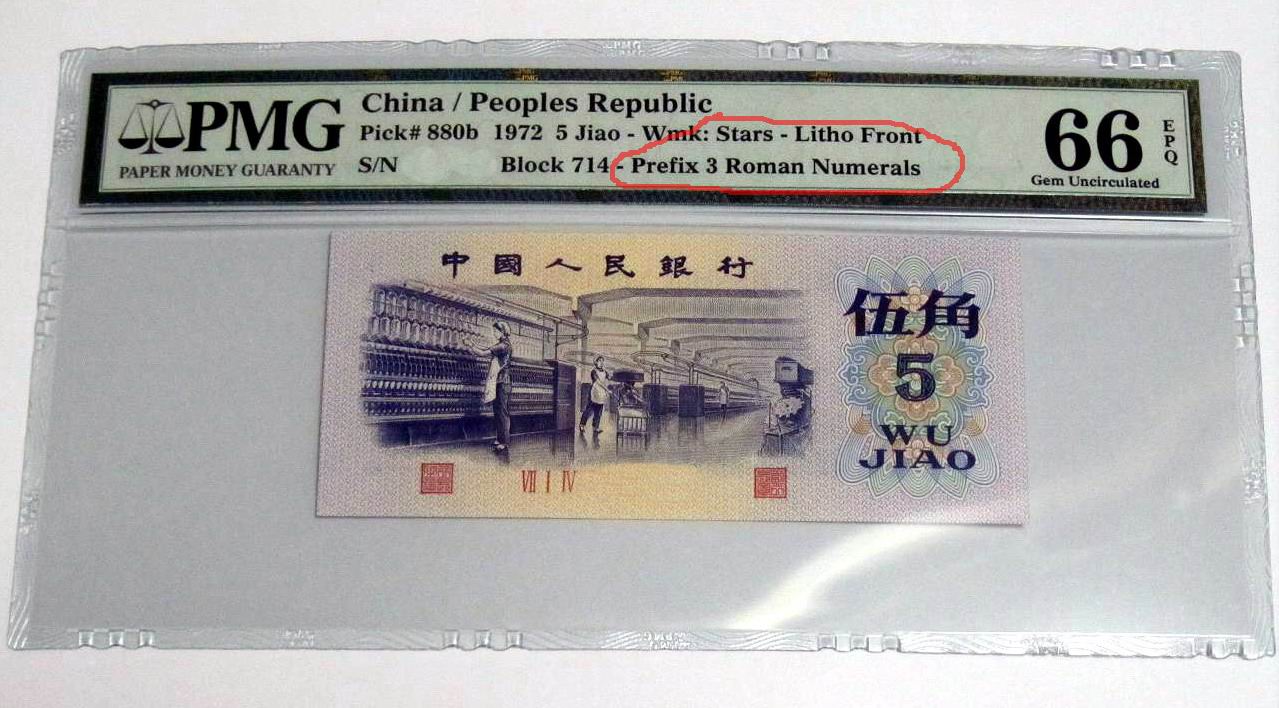 PMG
PAPER MONEY GUARANTY
China / Peoples Republic
Pick# 880b 1972 5 Jiao - Wmk: Stars - Litho Front
S/N Block 714 - Prefix 3 Roman Numerals
66 EPQ
Gem Uncirculated
中國人民銀行
伍角
5
WU
JIAO
VII I IV